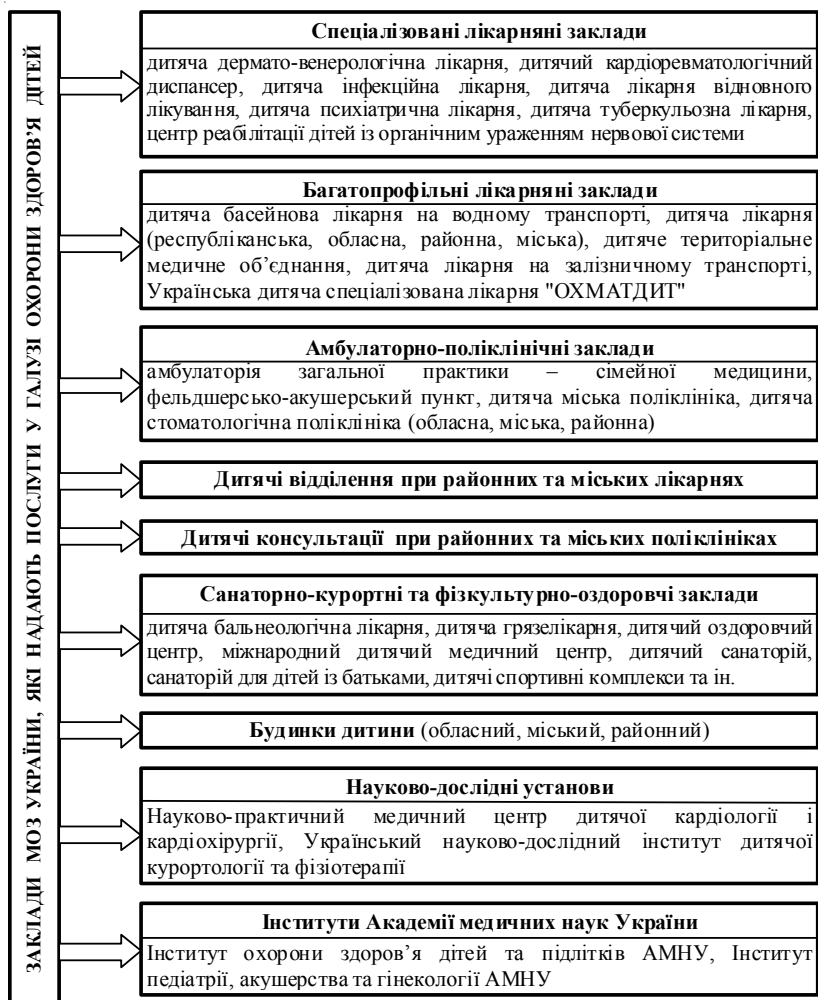 ЗАКЛАДИ МОЗ УКРАЇНИ, ЯКІ НАДАЮТЬ ПОСЛУГИ У ГАЛУЗІ ОХОРОНИ ЗДОРОВ’Я ДІТЕЙ
Спеціалізовані лікарняні заклади
дитяча дермато-венерологічна лікарня, дитячий кардіоревматологічний
диспансер, дитяча інфекційна лікарня, дитяча лікарня відновного
лікування, дитяча психіатрична лікарня, дитяча туберкульозна лікарня,
центр реабілітації дітей із органічним ураженням нервової системи
Багатопрофільні лікарняні заклади
дитяча басейнова лікарня на водному транспорті, дитяча лікарня
(республіканська, обласна, районна, міська), дитяче територіальне
медичне об’єднання, дитяча лікарня на залізничному транспорті,
Українська дитяча спеціалізована лікарня "ОХМАТДИТ"
Амбулаторно-поліклінічні заклади
амбулаторія загальної практики – сімейної медицини,
фельдшерсько-акушерський пункт, дитяча міська поліклініка, дитяча
стоматологічна поліклініка (обласна, міська, районна)
Дитячі відділення при районних та міських лікарнях
Дитячі консультації при районних та міських поліклініках
Санаторно-курортні та фізкультурно-оздоровчі заклади
дитяча бальнеологічна лікарня, дитяча грязелікарня, дитячий оздоровчий
центр, міжнародний дитячий медичний центр, дитячий санаторій,
санаторій для дітей із батьками, дитячі спортивні комплекси та ін.
Будинки дитини (обласний, міський, районний)
Науково-дослідні установи
Науково-практичний медичний центр дитячої кардіології і
кардіохірургії, Український науково-дослідний інститут дитячої
курортології та фізіотерапії
Інститути Академії медичних наук України
Інститут охорони здоров’я дітей та підлітків АМНУ, Інститут
педіатрії, акушерства та гінекології АМНУ